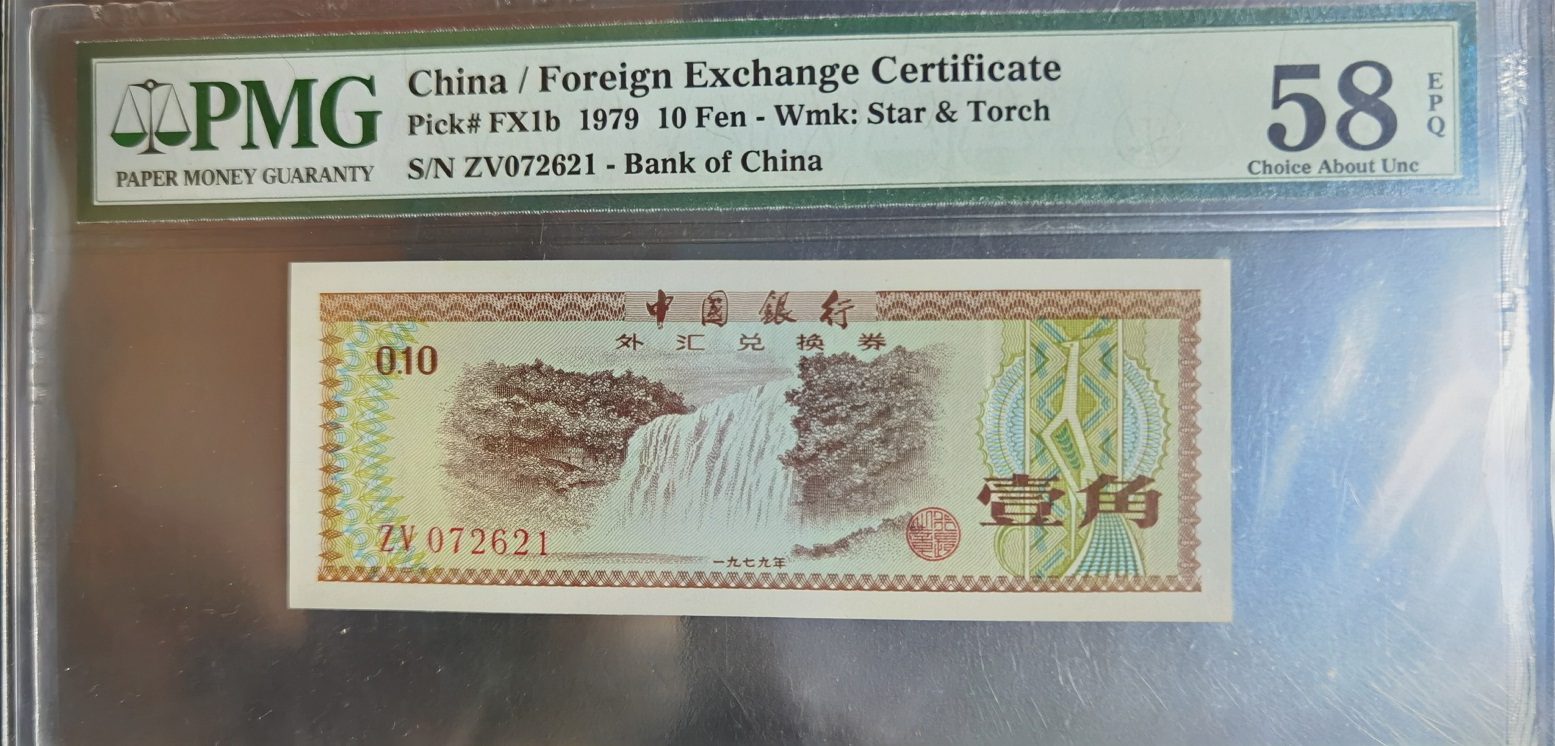 PMG
PAPER MONEY GUARANTY
China / Foreign Exchange Certificate
Pick# FX1b 1979 10 Fen - Wmk: Star & Torch
S/N ZV072621 - Bank of China
58
EPQ
Choice About Unc
中国銀行
外汇兑换券
0.10
壹角
ZV 072621
一九七九年